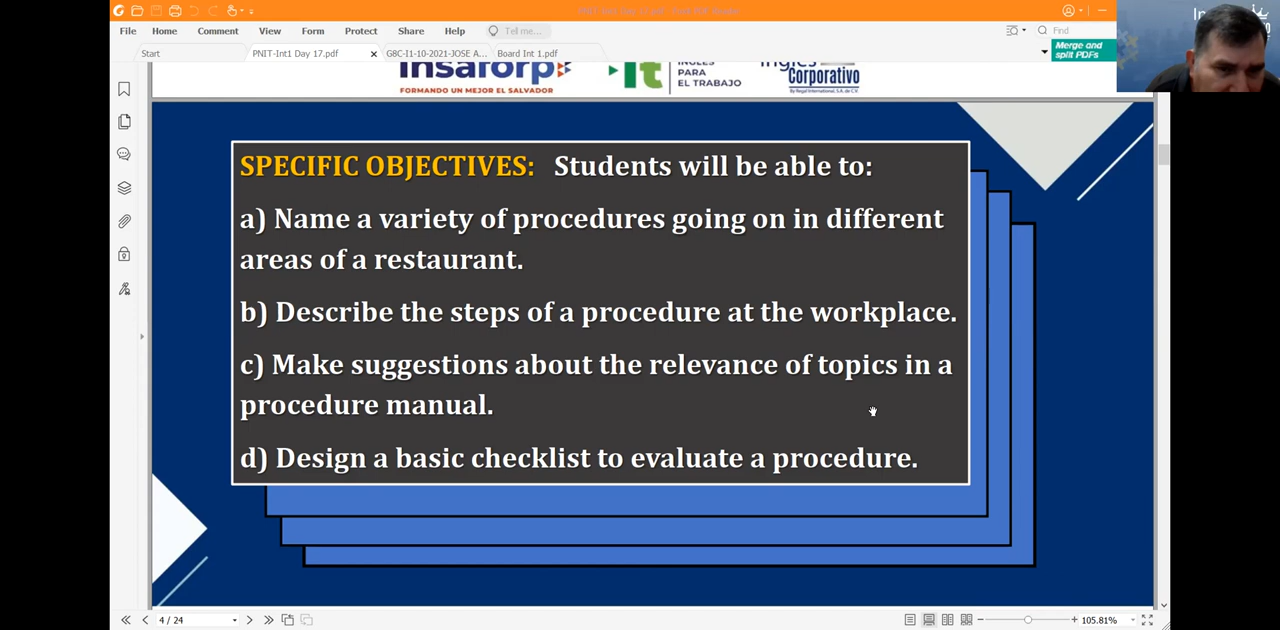 File Home Comment View Form Protect Share Help Tell me... Find
Start PNIT-Int1 Day 17.pdf G8C-I1-10-2021-JOSE A... Board Int 1.pdf
Merge and
split PDFs
insaforp
FORMANDO UN MEJOR EL SALVADOR
it
INGLÉS
PARA
EL TRABAJO
Inglés
Corporativo
SPECIFIC OBJECTIVES: Students will be able to:
a) Name a variety of procedures going on in different
areas of a restaurant.
b) Describe the steps of a procedure at the workplace.
c) Make suggestions about the relevance of topics in a
procedure manual.
d) Design a basic checklist to evaluate a procedure.
4 / 24
105.81%